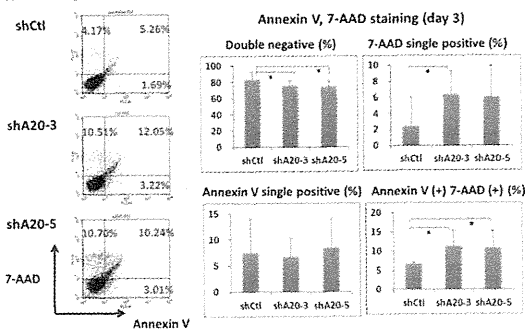 Annexin V, 7-AAD staining (day 3)
shCtl
4.17% 5.26%
1.69%
shA20-3
10.51% 12.05%
3.22%
shA20-5
10.70% 10.24%
3.01%
7-AAD
Annexin V
Double negative (%)
100
80
60
40
20
0
* *
shCtl shA20-3 shA20-5
7-AAD single positive (%)
10
8
6
4
2
0
*
shCtl shA20-3 shA20-5
Annexin V single positive (%)
15
10
5
0
shCtl shA20-3 shA20-5
Annexin V (+) 7-AAD (+) (%)
20
15
10
5
0
* *
shCtl shA20-3 shA20-5